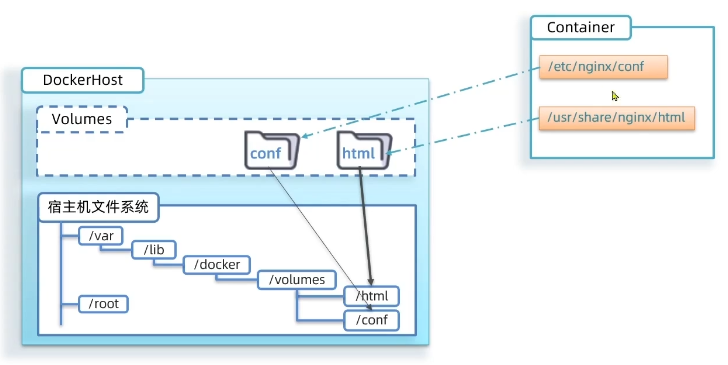 Container
/etc/nginx/conf
/usr/share/nginx/html
DockerHost
Volumes
conf
html
宿主机文件系统
/var
/lib
/docker
/volumes
/html
/root
/conf